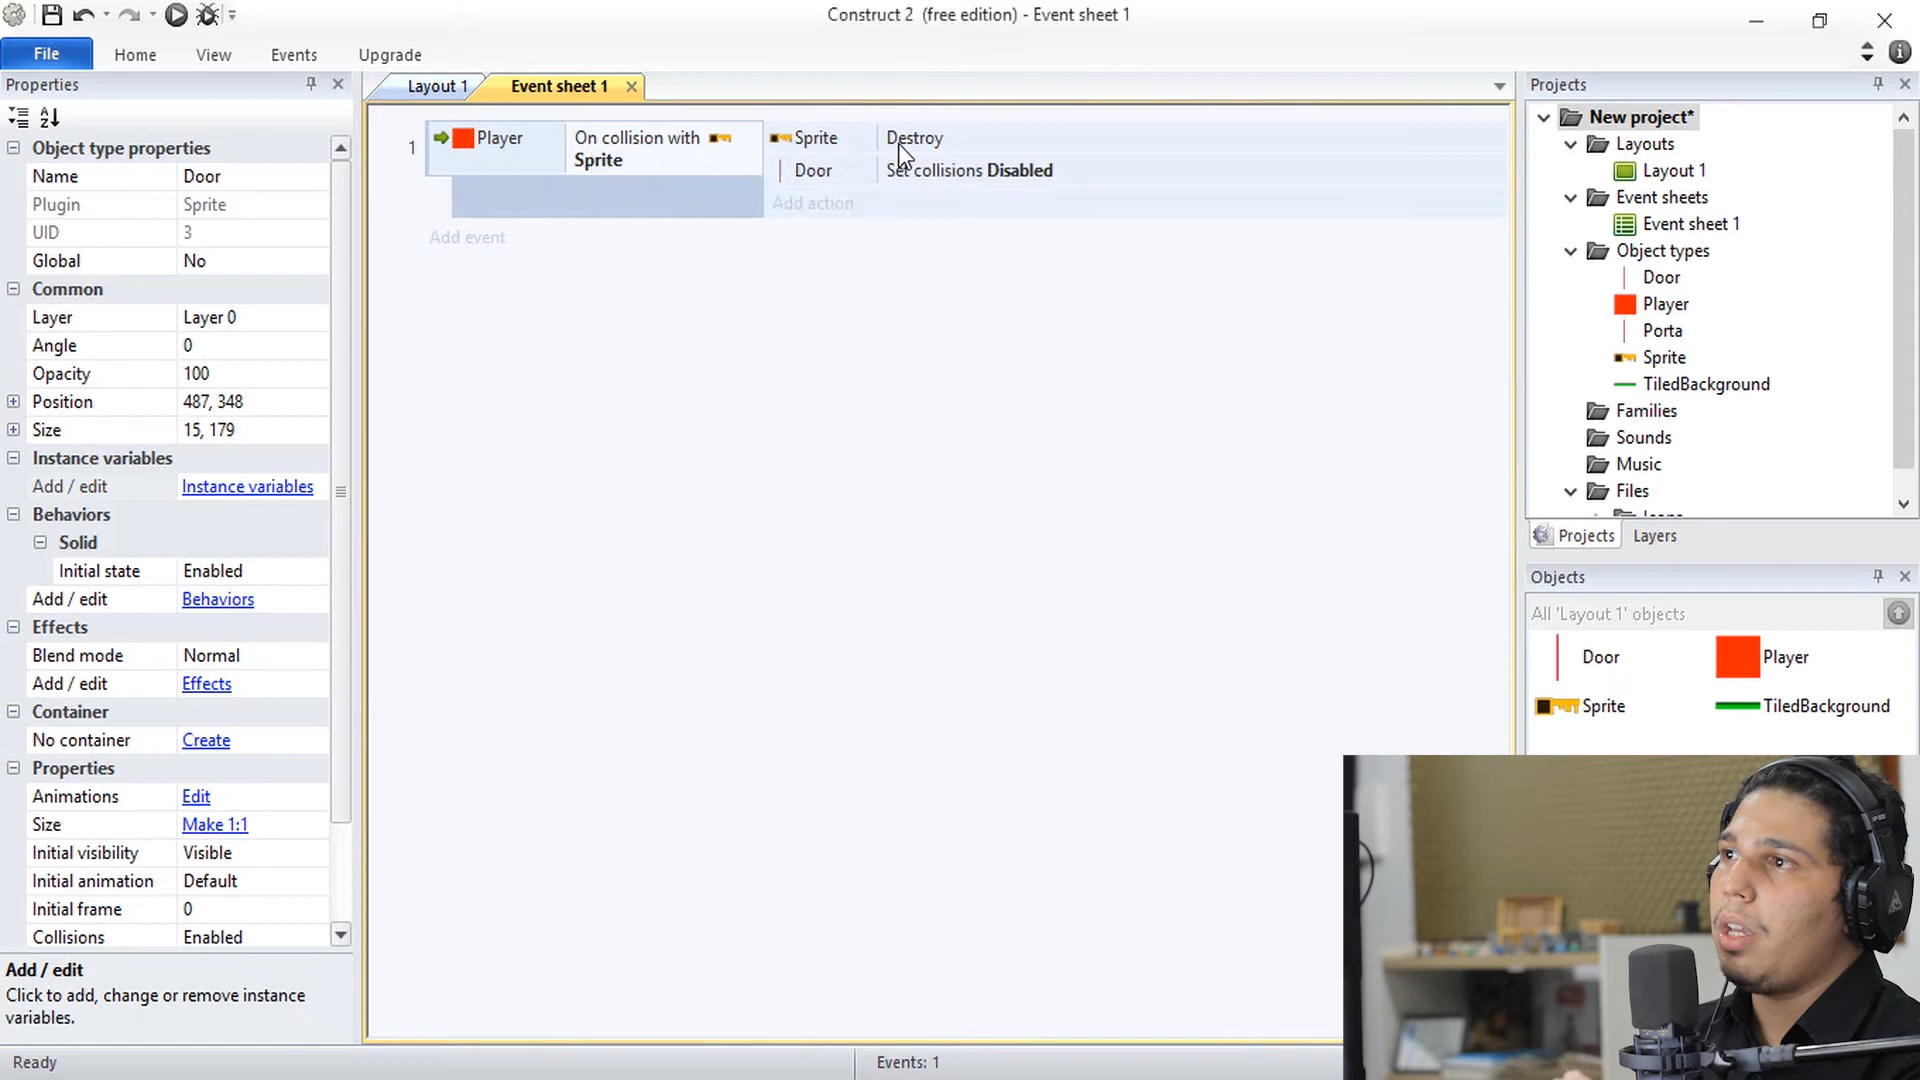 Construct 2 (free edition) - Event sheet 1
File
Home
View
Events
Upgrade
Properties
Object type properties
Name Door
Plugin Sprite
UID 3
Global No
Common
Layer Layer 0
Angle 0
Opacity 100
Position 487, 348
Size 15, 179
Instance variables
Add / edit Instance variables
Behaviors
Solid
Initial state Enabled
Add / edit Behaviors
Effects
Blend mode Normal
Add / edit Effects
Container
No container Create
Properties
Animations Edit
Size Make 1:1
Initial visibility Visible
Initial animation Default
Initial frame 0
Collisions Enabled
Add / edit
Click to add, change or remove instance
variables.
Ready
Layout 1
Event sheet 1
1
Player
On collision with
Sprite
Sprite Destroy
Door Set collisions Disabled
Add action
Add event
Events: 1
Projects
New project*
Layouts
Layout 1
Event sheets
Event sheet 1
Object types
Door
Player
Porta
Sprite
TiledBackground
Families
Sounds
Music
Files
Projects
Layers
Objects
All 'Layout 1' objects
Door
Player
Sprite
TiledBackground